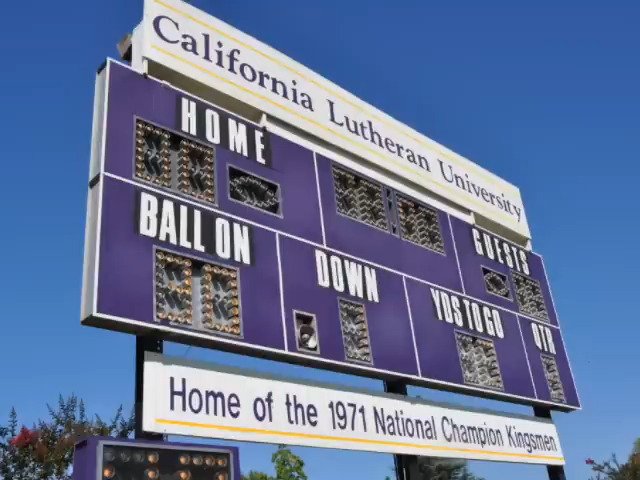 California Lutheran University
HOME
GUESTS
BALL ON
DOWN
YDS TO GO
QTR
Home of the 1971 National Champion Kingsmen